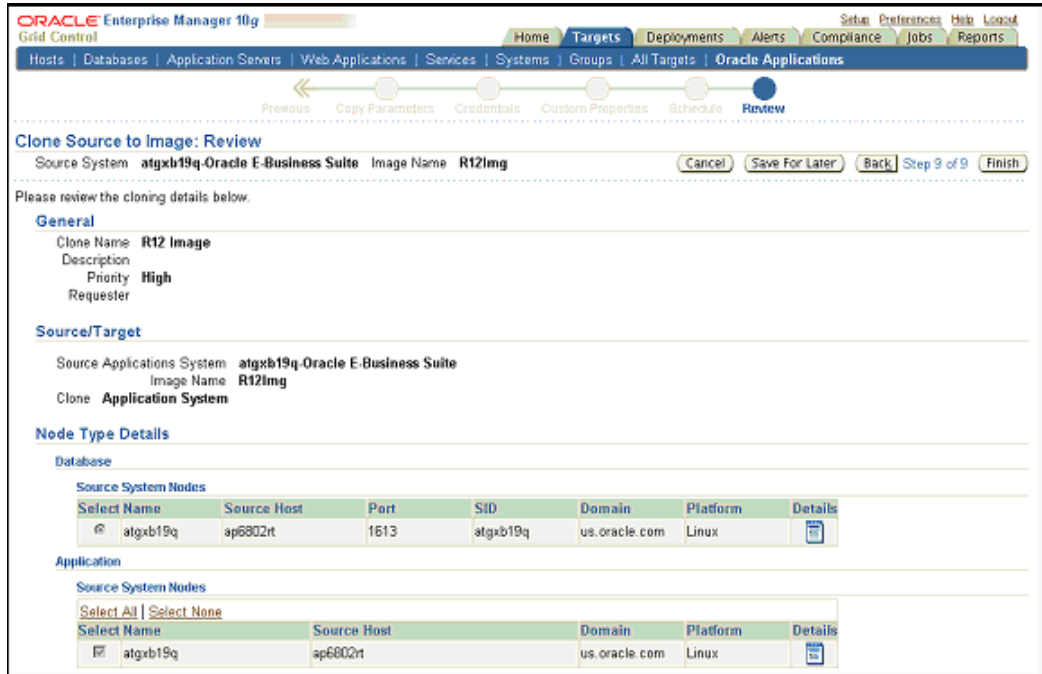 ORACLE Enterprise Manager 10g
Grid Control
Setup Preferences Help Logout
Home Targets Deployments Alerts Compliance Jobs Reports
Hosts | Databases | Application Servers | Web Applications | Services | Systems | Groups | All Targets | Oracle Applications
Previous Copy Parameters Credentials Custom Properties Schedule Review
Clone Source to Image: Review
Source System atgxb19q-Oracle E-Business Suite Image Name R12Img
Cancel Save For Later Back Step 9 of 9 Finish
Please review the cloning details below.
General
Clone Name R12 Image
Description
Priority High
Requester
Source/Target
Source Applications System atgxb19q-Oracle E-Business Suite
Image Name R12Img
Clone Application System
Node Type Details
Database
Source System Nodes
Select Name Source Host Port SID Domain Platform Details
atgxb19q ap6802rt 1613 atgxb19q us.oracle.com Linux
Application
Source System Nodes
Select All | Select None
Select Name Source Host Domain Platform Details
atgxb19q ap6802rt us.oracle.com Linux